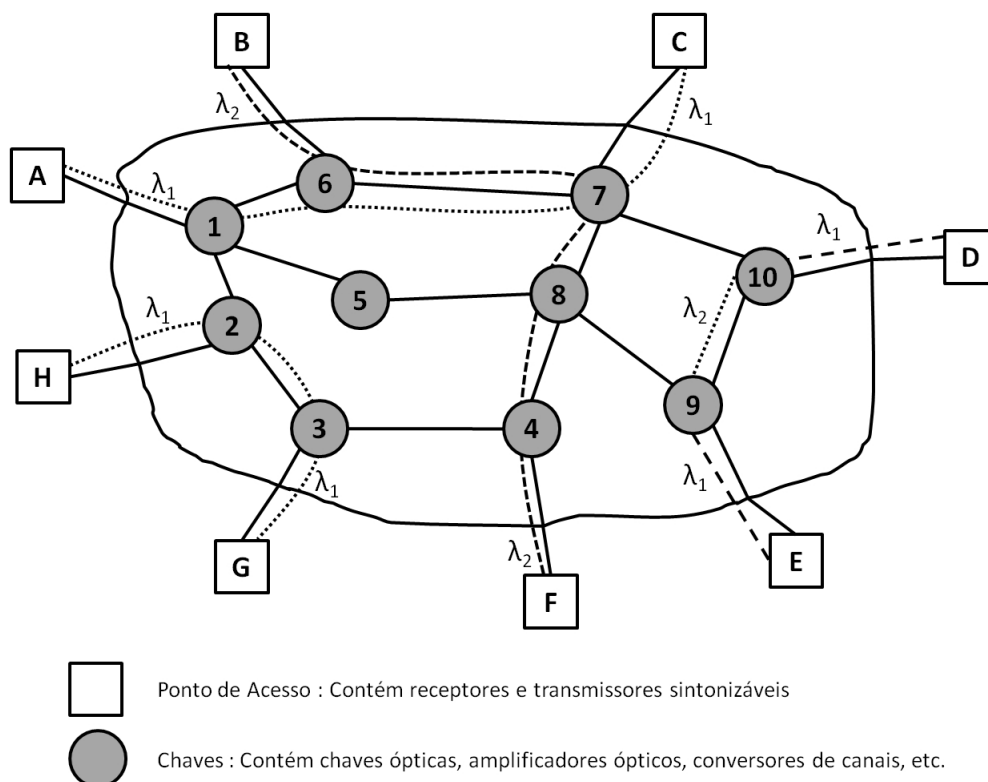 B
C
λ₂
λ₁
A
λ₁
6
7
1
λ₁
D
10
5
8
λ₁
2
λ₂
H
9
3
4
λ₁
λ₁
λ₂
G
E
F
Ponto de Acesso : Contém receptores e transmissores sintonizáveis
Chaves : Contém chaves ópticas, amplificadores ópticos, conversores de canais, etc.